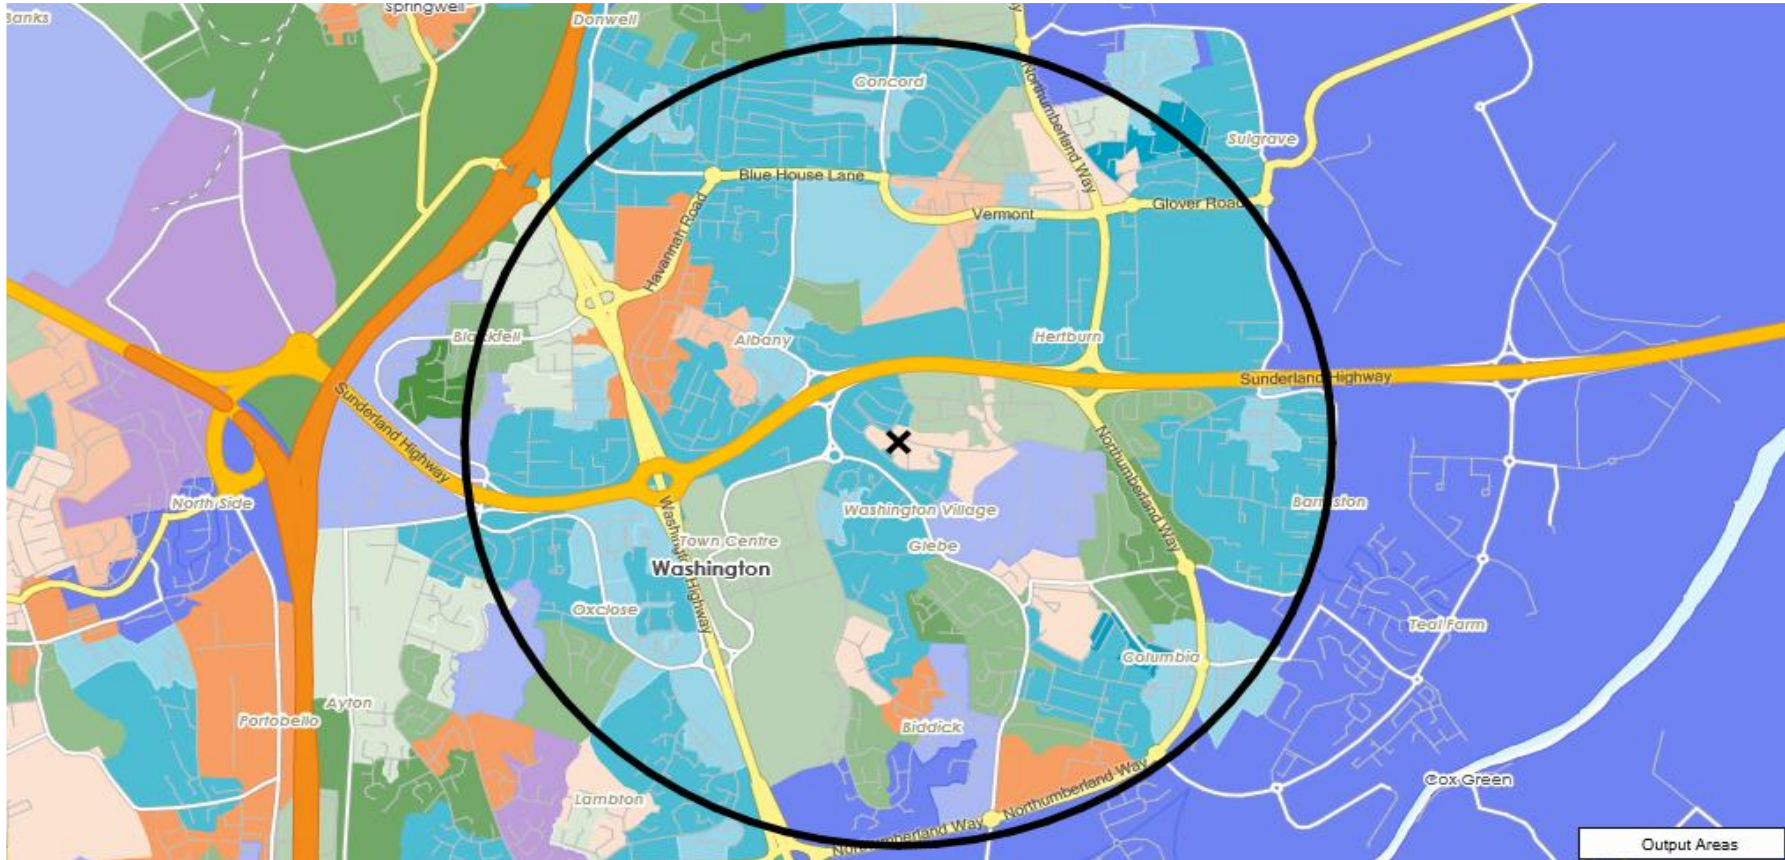 Banks
Springwell
Donwell
Concord
Northumberland Way
Sulgrave
Blue House Lane
Havannah Road
Vermont
Glover Road
Blackfell
Albany
Hertburn
Sunderland Highway
Sunderland Highway
North Side
Washington Village
Northumberland Way
Barmston
Town Centre
Glebe
Washington
Washington Highway
Oxclose
Teal Farm
Columbia
Ayton
Portobello
Biddick
Cox Green
Lambton
Northumberland Way
Northumberland Way
Output Areas